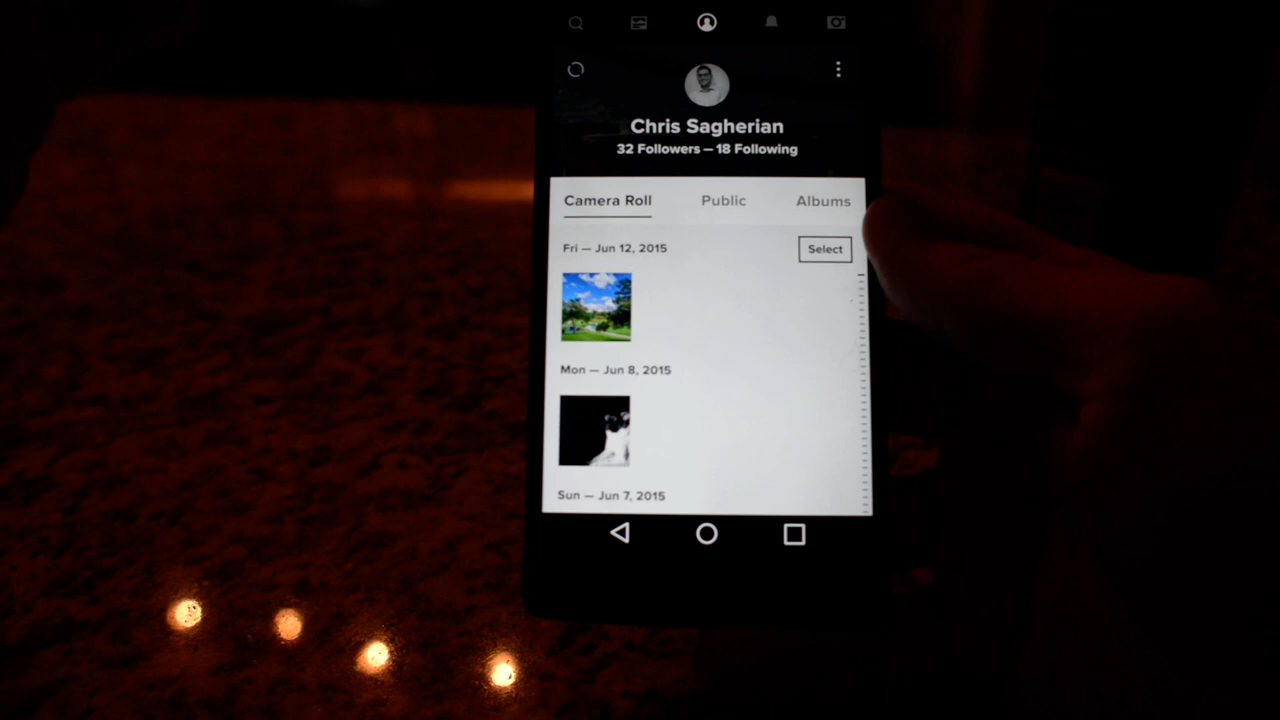 Chris Sagherian
32 Followers — 18 Following
Camera Roll Public Albums
Fri — Jun 12, 2015 Select
Mon — Jun 8, 2015
Sun — Jun 7, 2015